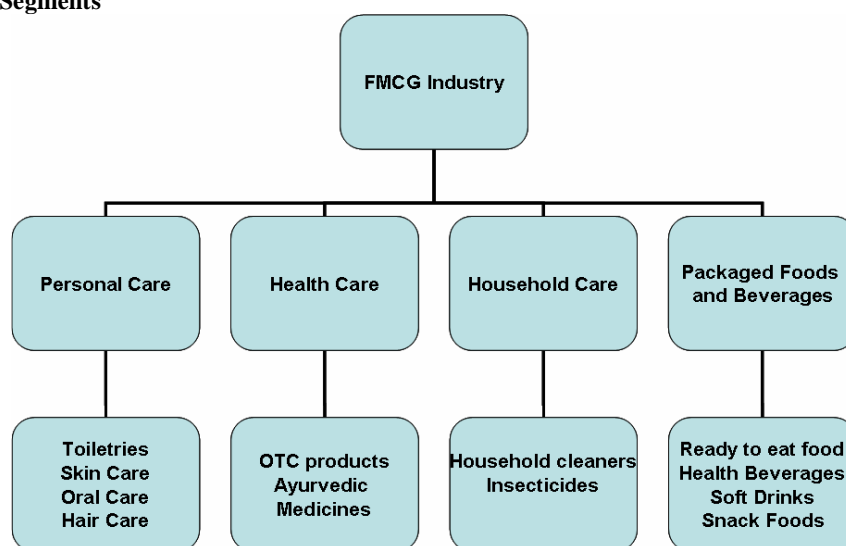 Segments
FMCG Industry
Personal Care
Health Care
Household Care
Packaged Foods
and Beverages
Toiletries
Skin Care
Oral Care
Hair Care
OTC products
Ayurvedic
Medicines
Household cleaners
Insecticides
Ready to eat food
Health Beverages
Soft Drinks
Snack Foods